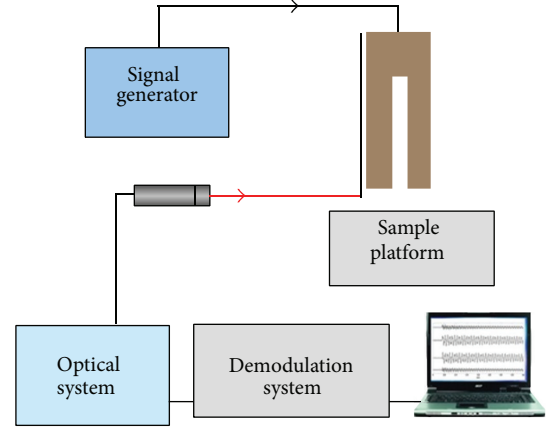 Signal
generator
Sample
platform
Optical
system
Demodulation
system